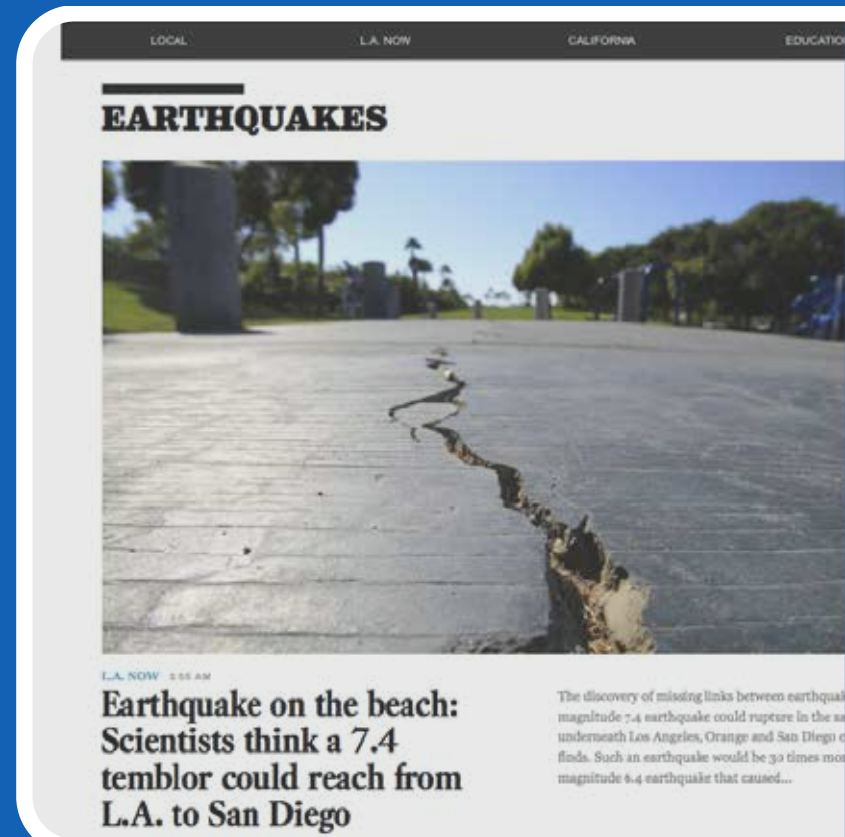 LOCAL L.A. NOW CALIFORNIA
EARTHQUAKES
L.A. NOW
Earthquake on the beach:
Scientists think a 7.4
temblor could reach from
L.A. to San Diego
The discovery of missing links between
magnitude 7.4 earthquake could rupture in the
underneath Los Angeles, Orange and San Diego
finds. Such an earthquake would be 30 times
magnitude 6.4 earthquake that caused...